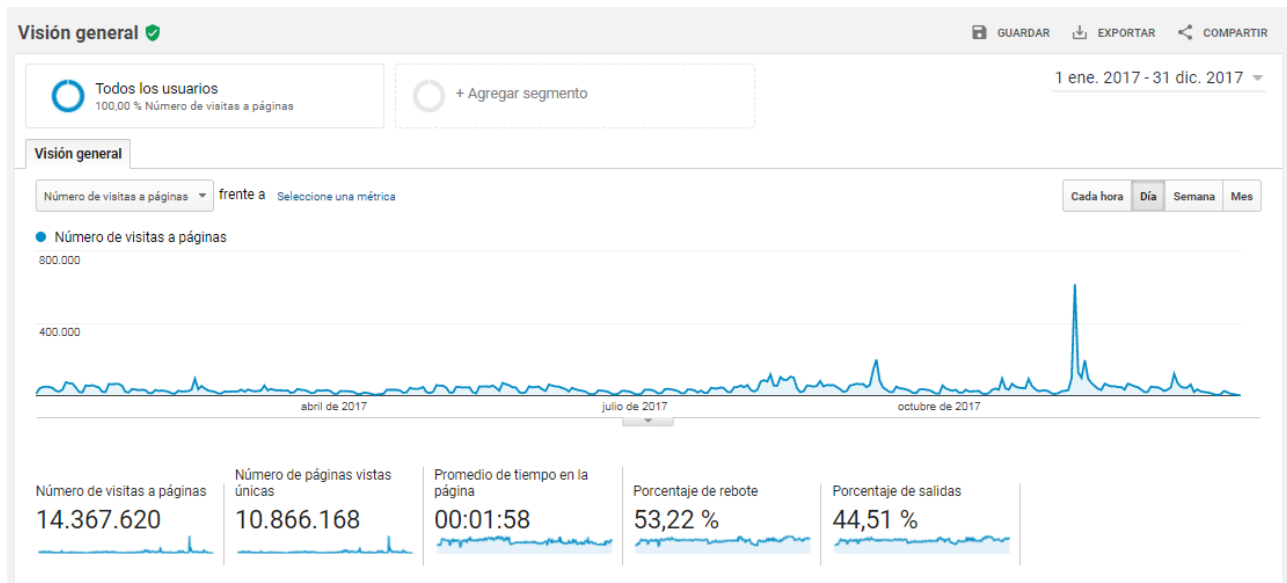 Visión general
GUARDAR EXPORTAR COMPARTIR
Todos los usuarios
100,00 % Número de visitas a páginas
+ Agregar segmento
1 ene. 2017 - 31 dic. 2017
Visión general
Número de visitas a páginas frente a Seleccione una métrica
Cada hora Día Semana Mes
Número de visitas a páginas
800.000
400.000
abril de 2017 julio de 2017 octubre de 2017
Número de visitas a páginas
14.367.620
Número de páginas vistas
únicas
10.866.168
Promedio de tiempo en la
página
00:01:58
Porcentaje de rebote
53,22 %
Porcentaje de salidas
44,51 %